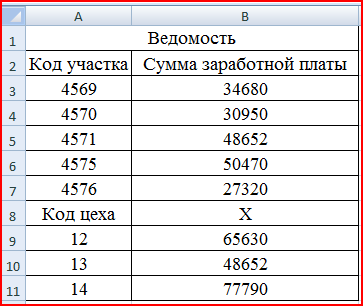 A B
1 Ведомость
2 Код участка Сумма заработной платы
3 4569 34680
4 4570 30950
5 4571 48652
6 4575 50470
7 4576 27320
8 Код цеха X
9 12 65630
10 13 48652
11 14 77790